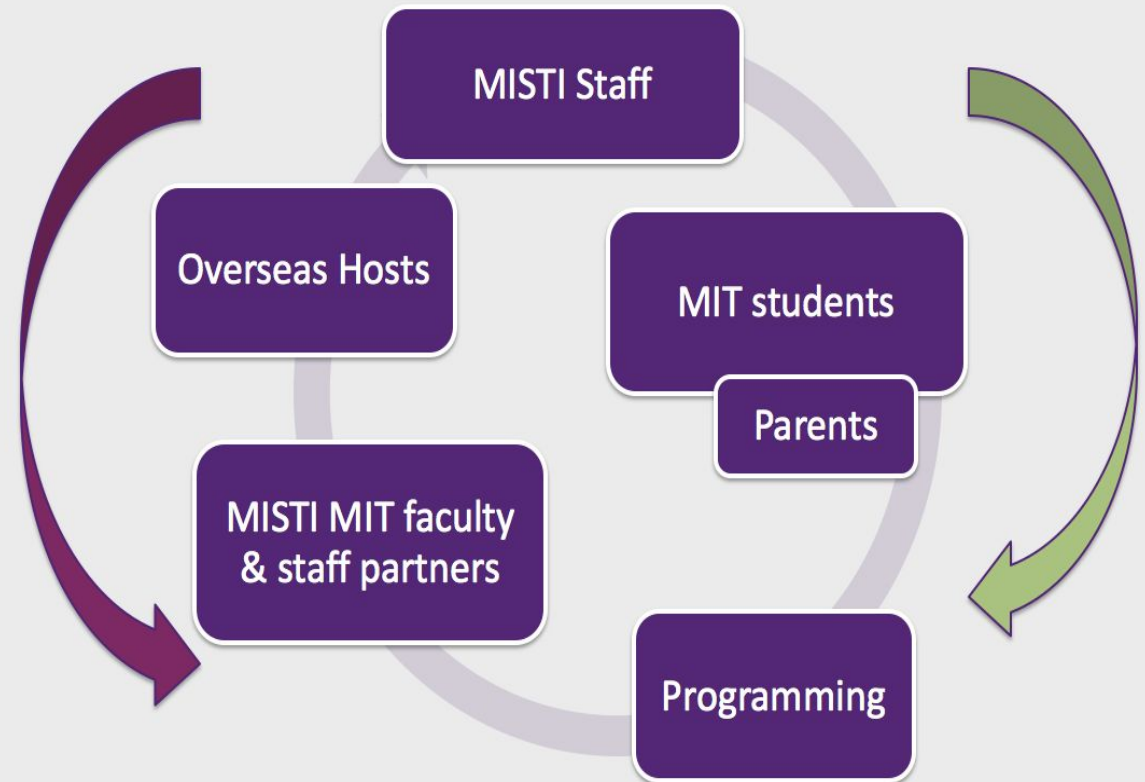 MISTI Staff
Overseas Hosts
MIT students
Parents
MISTI MIT faculty
& staff partners
Programming